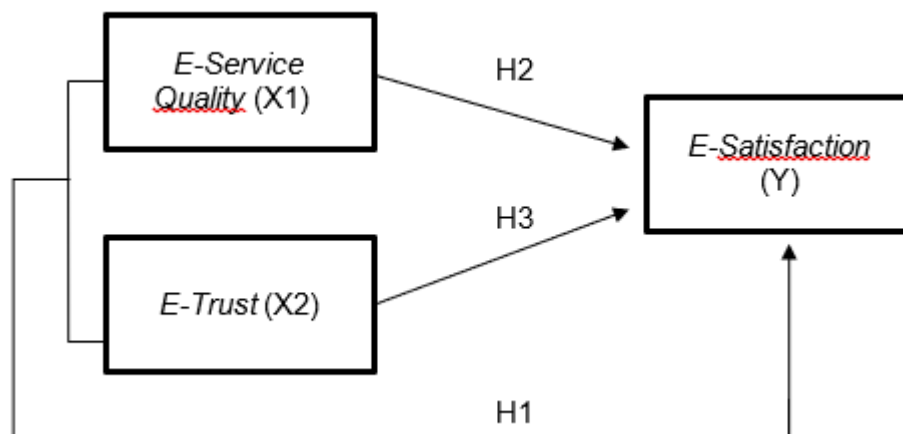 E-Service
Quality (X1)
H2
E-Satisfaction
(Y)
H3
E-Trust (X2)
H1